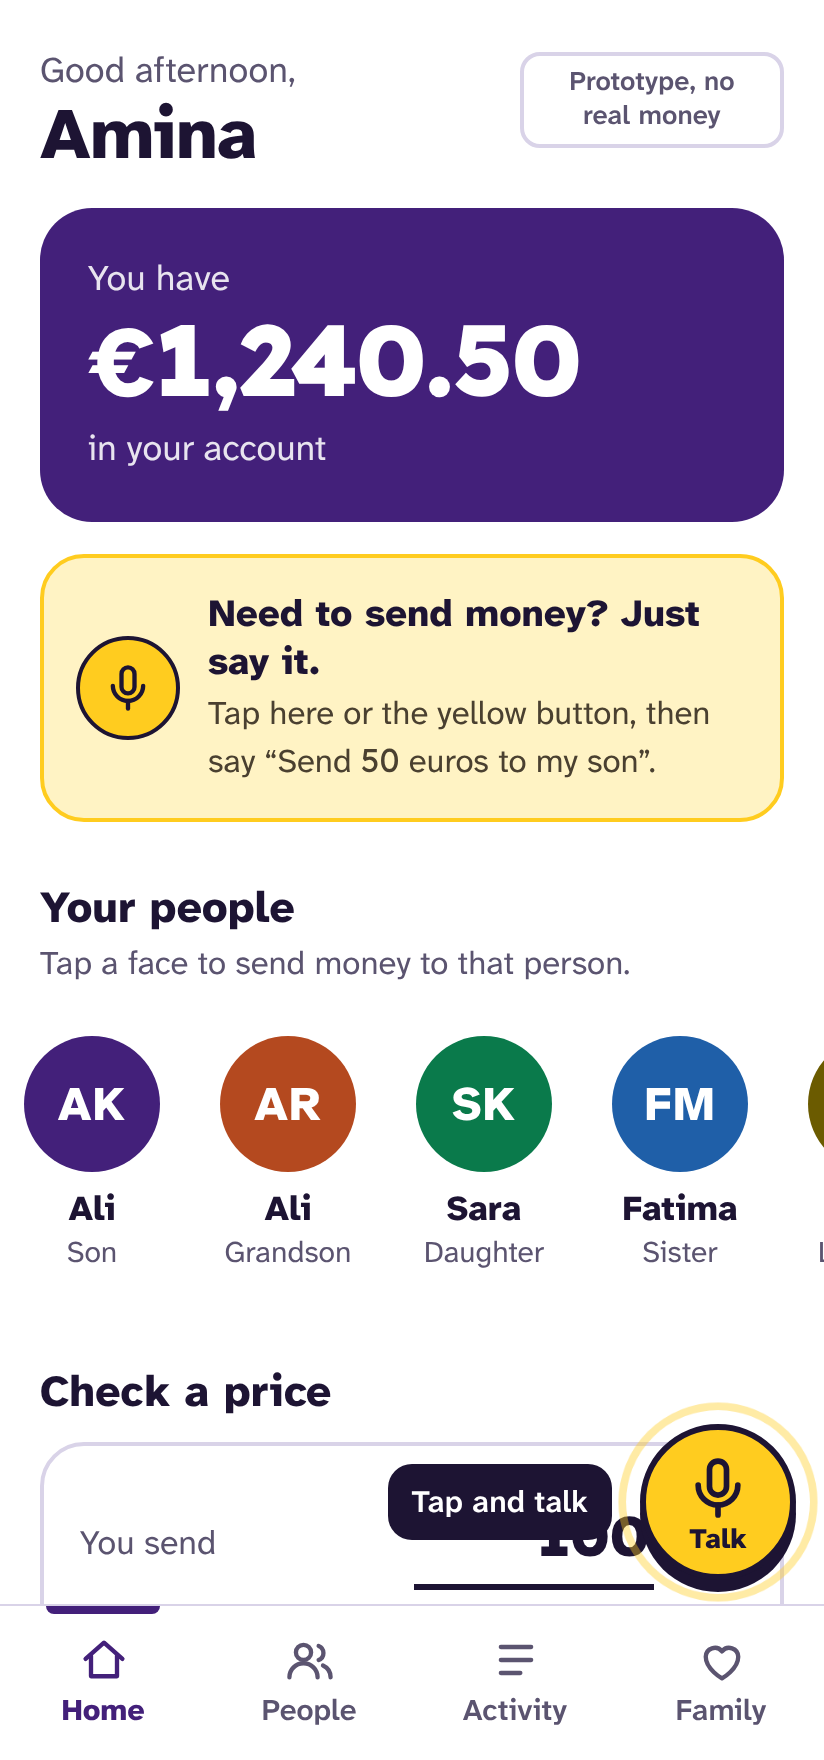 Good afternoon,
Amina
Prototype, no
real money
You have
€1,240.50
in your account
Need to send money? Just
say it.
Tap here or the yellow button, then
say “Send 50 euros to my son”.
Your people
Tap a face to send money to that person.
AK
AR
SK
FM
Ali
Ali
Sara
Fatima
Son
Grandson
Daughter
Sister
Check a price
Tap and talk
You send
100
Talk
Home
People
Activity
Family